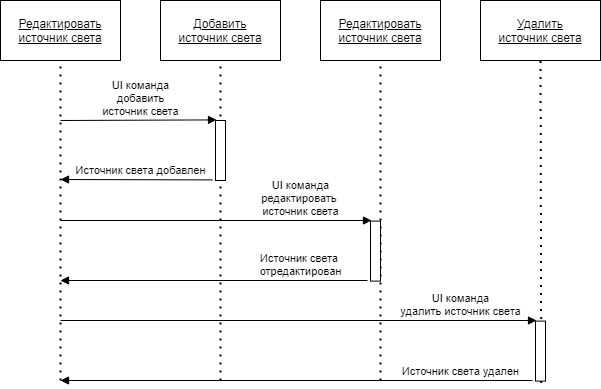 Редактировать
источник света
Добавить
источник света
Редактировать
источник света
Удалить
источник света
UI команда
добавить
источник света
Источник света добавлен
UI команда
редактировать
источник света
Источник света
отредактирован
UI команда
удалить источник света
Источник света удален